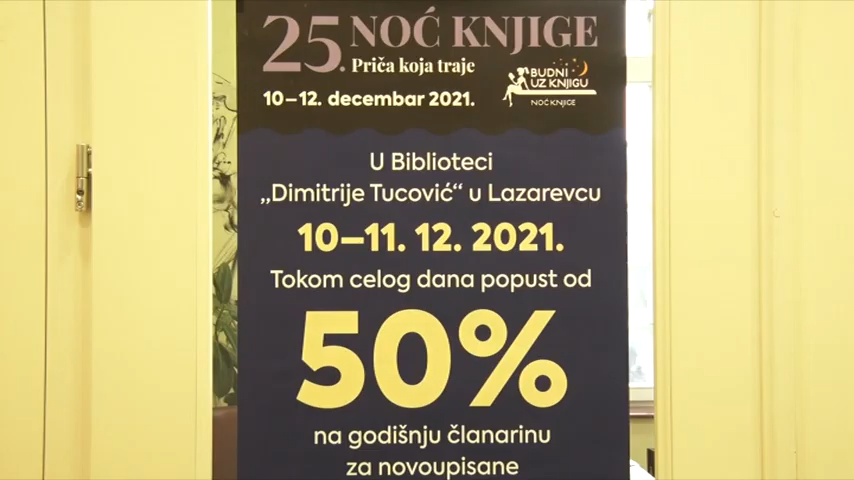 25. NOĆ KNJIGE
Priča koja traje
10–12. decembar 2021.
BUDNI
UZ KNJIGU
NOĆ KNJIGE
U Biblioteci
„Dimitrije Tucović“ u Lazarevcu
10–11. 12. 2021.
Tokom celog dana popust od
50%
na godišnju članarinu
za novoupisane